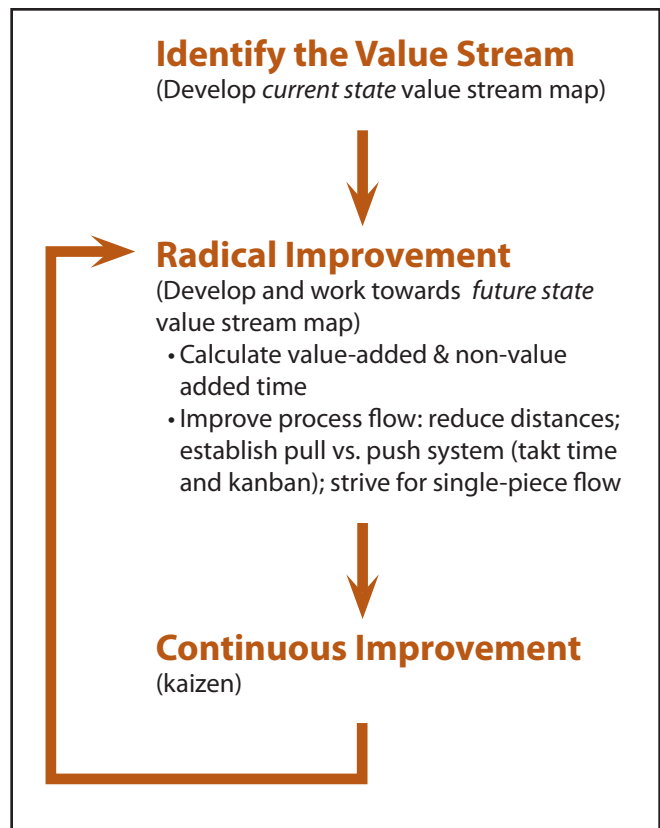 Identify the Value Stream
(Develop current state value stream map)
Radical Improvement
(Develop and work towards future state
value stream map)
• Calculate value-added & non-value
added time
• Improve process flow: reduce distances;
establish pull vs. push system (takt time
and kanban); strive for single-piece flow
Continuous Improvement
(kaizen)